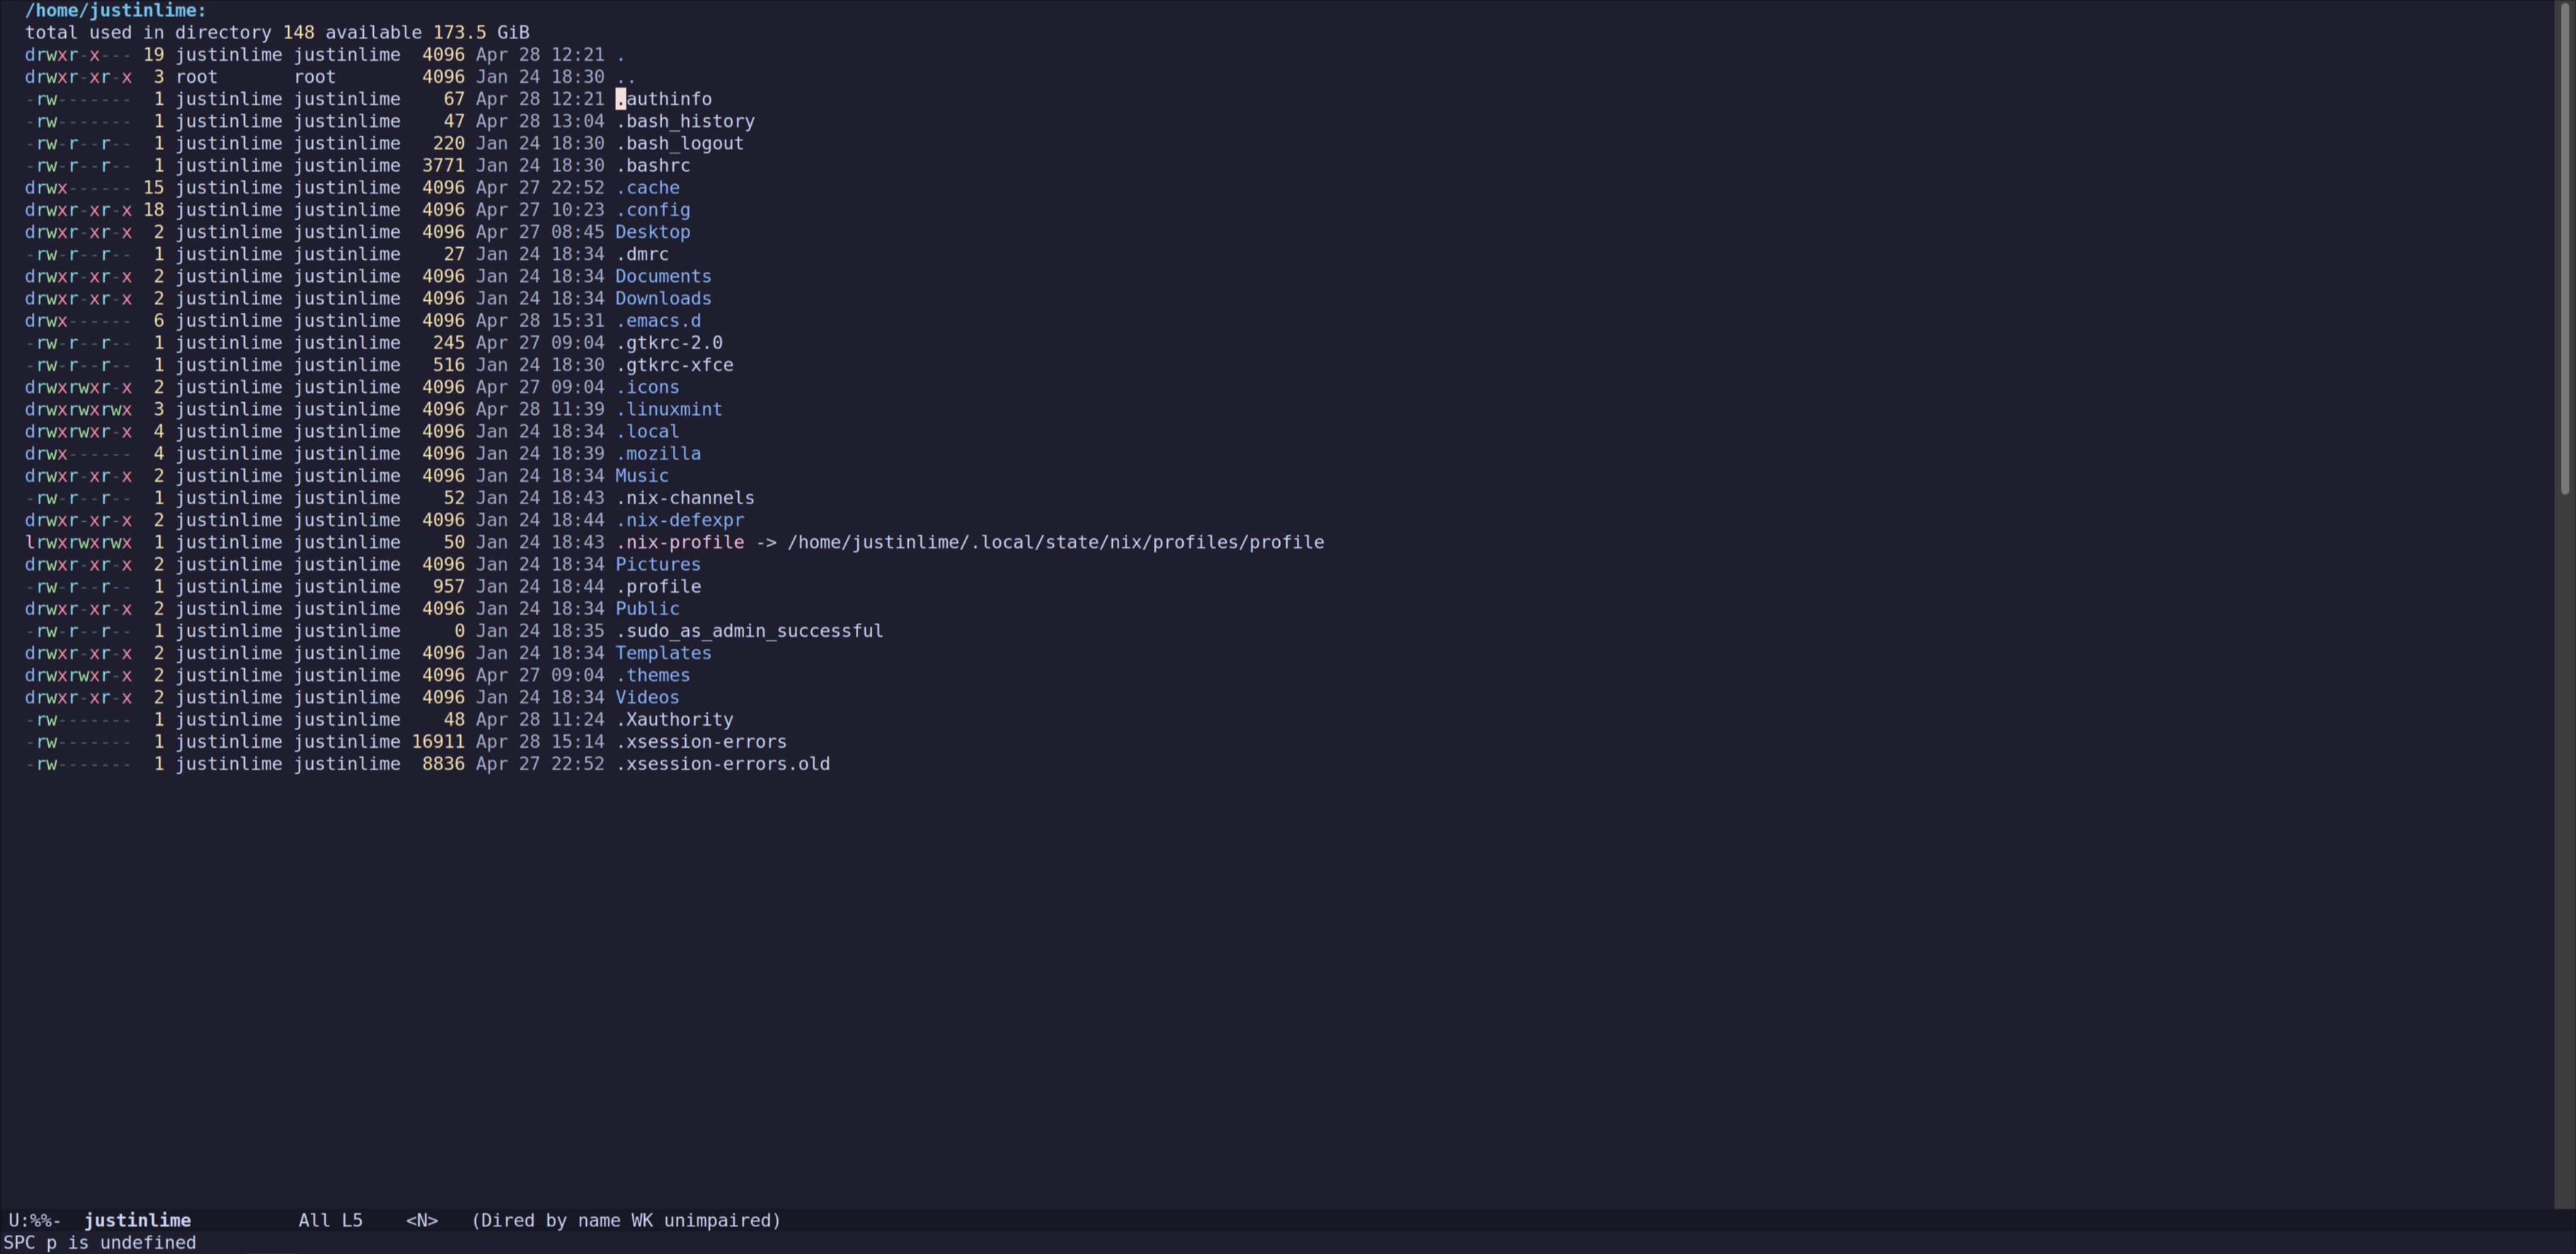 /home/justinlime:
total used in directory 148 available 173.5 GiB
drwxr-x--- 19 justinlime justinlime  4096 Apr 28 12:21 .
drwxr-xr-x  3 root       root        4096 Jan 24 18:30 ..
-rw-------  1 justinlime justinlime    67 Apr 28 12:21 .authinfo
-rw-------  1 justinlime justinlime    47 Apr 28 13:04 .bash_history
-rw-r--r--  1 justinlime justinlime   220 Jan 24 18:30 .bash_logout
-rw-r--r--  1 justinlime justinlime  3771 Jan 24 18:30 .bashrc
drwx------ 15 justinlime justinlime  4096 Apr 27 22:52 .cache
drwxr-xr-x 18 justinlime justinlime  4096 Apr 27 10:23 .config
drwxr-xr-x  2 justinlime justinlime  4096 Apr 27 08:45 Desktop
-rw-r--r--  1 justinlime justinlime    27 Jan 24 18:34 .dmrc
drwxr-xr-x  2 justinlime justinlime  4096 Jan 24 18:34 Documents
drwxr-xr-x  2 justinlime justinlime  4096 Jan 24 18:34 Downloads
drwx------  6 justinlime justinlime  4096 Apr 28 15:31 .emacs.d
-rw-r--r--  1 justinlime justinlime   245 Apr 27 09:04 .gtkrc-2.0
-rw-r--r--  1 justinlime justinlime   516 Jan 24 18:30 .gtkrc-xfce
drwxrwxr-x  2 justinlime justinlime  4096 Apr 27 09:04 .icons
drwxrwxrwx  3 justinlime justinlime  4096 Apr 28 11:39 .linuxmint
drwxrwxr-x  4 justinlime justinlime  4096 Jan 24 18:34 .local
drwx------  4 justinlime justinlime  4096 Jan 24 18:39 .mozilla
drwxr-xr-x  2 justinlime justinlime  4096 Jan 24 18:34 Music
-rw-r--r--  1 justinlime justinlime    52 Jan 24 18:43 .nix-channels
drwxr-xr-x  2 justinlime justinlime  4096 Jan 24 18:44 .nix-defexpr
lrwxrwxrwx  1 justinlime justinlime    50 Jan 24 18:43 .nix-profile -> /home/justinlime/.local/state/nix/profiles/profile
drwxr-xr-x  2 justinlime justinlime  4096 Jan 24 18:34 Pictures
-rw-r--r--  1 justinlime justinlime   957 Jan 24 18:44 .profile
drwxr-xr-x  2 justinlime justinlime  4096 Jan 24 18:34 Public
-rw-r--r--  1 justinlime justinlime     0 Jan 24 18:35 .sudo_as_admin_successful
drwxr-xr-x  2 justinlime justinlime  4096 Jan 24 18:34 Templates
drwxrwxr-x  2 justinlime justinlime  4096 Apr 27 09:04 .themes
drwxr-xr-x  2 justinlime justinlime  4096 Jan 24 18:34 Videos
-rw-------  1 justinlime justinlime    48 Apr 28 11:24 .Xauthority
-rw-------  1 justinlime justinlime 16911 Apr 28 15:14 .xsession-errors
-rw-------  1 justinlime justinlime  8836 Apr 27 22:52 .xsession-errors.old
U:%%-  justinlime          All L5    <N>   (Dired by name WK unimpaired)
SPC p is undefined